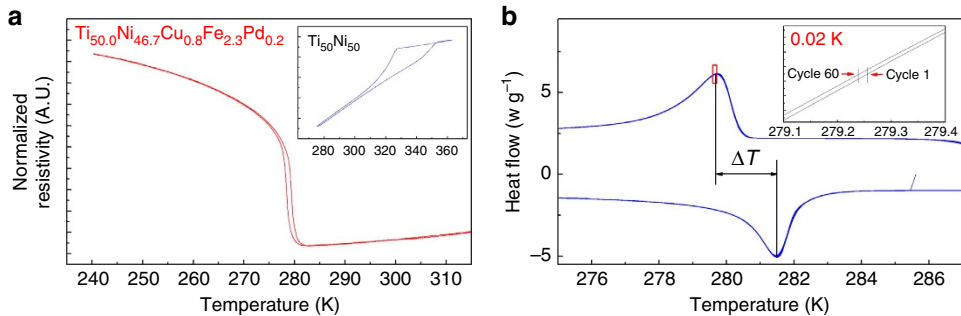 a
Ti50.0Ni46.7Cu0.8Fe2.3Pd0.2
Ti50Ni50
Normalized
resistivity (A.U.)
280 300 320 340 360
240 250 260 270 280 290 300 310
Temperature (K)
b
0.02 K
Cycle 60
Cycle 1
279.1 279.2 279.3 279.4
5
0
–5
Heat flow (w g–1)
ΔT
276 278 280 282 284 286
Temperature (K)